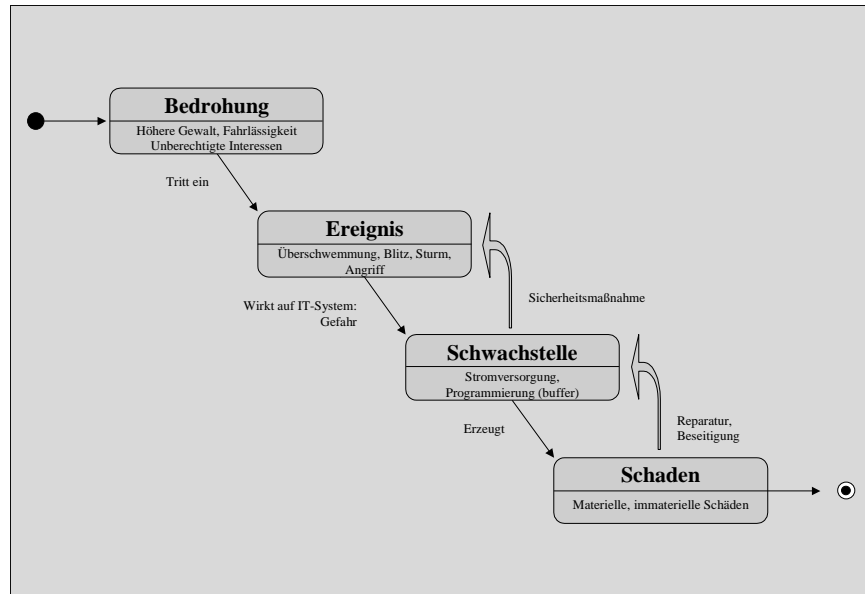 Bedrohung
Höhere Gewalt, Fahrlässigkeit
Unberechtigte Interessen
Tritt ein
Ereignis
Überschwemmung, Blitz, Sturm,
Angriff
Wirkt auf IT-System:
Gefahr
Sicherheitsmaßnahme
Schwachstelle
Stromversorgung,
Programmierung (buffer)
Erzeugt
Reparatur,
Beseitigung
Schaden
Materielle, immaterielle Schäden